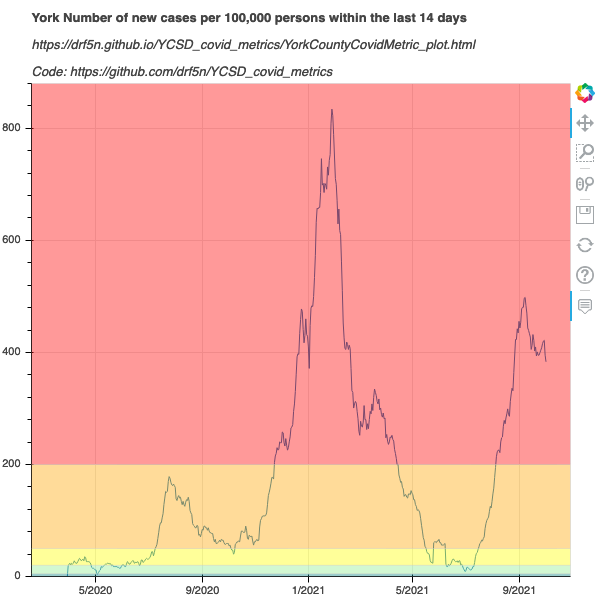 York Number of new cases per 100,000 persons within the last 14 days
https://drf5n.github.io/YCSD_covid_metrics/YorkCountyCovidMetric_plot.html
Code: https://github.com/drf5n/YCSD_covid_metrics
800
600
400
200
0
5/2020 9/2020 1/2021 5/2021 9/2021